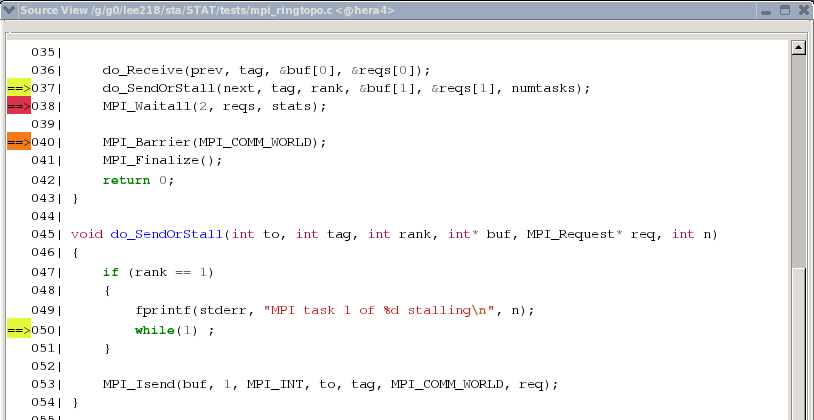 Source View /g/g0/lee218/sta/STAT/tests/mpi_ringtopo.c <@hera4>
035|
036|     do_Receive(prev, tag, &buf[0], &reqs[0]);
==>037|     do_SendOrStall(next, tag, rank, &buf[1], &reqs[1], numtasks);
==>038|     MPI_Waitall(2, reqs, stats);
039|
==>040|     MPI_Barrier(MPI_COMM_WORLD);
041|     MPI_Finalize();
042|     return 0;
043| }
044|
045| void do_SendOrStall(int to, int tag, int rank, int* buf, MPI_Request* req, int n)
046| {
047|     if (rank == 1)
048|     {
049|         fprintf(stderr, "MPI task 1 of %d stalling\n", n);
==>050|         while(1) ;
051|     }
052|
053|     MPI_Isend(buf, 1, MPI_INT, to, tag, MPI_COMM_WORLD, req);
054| }